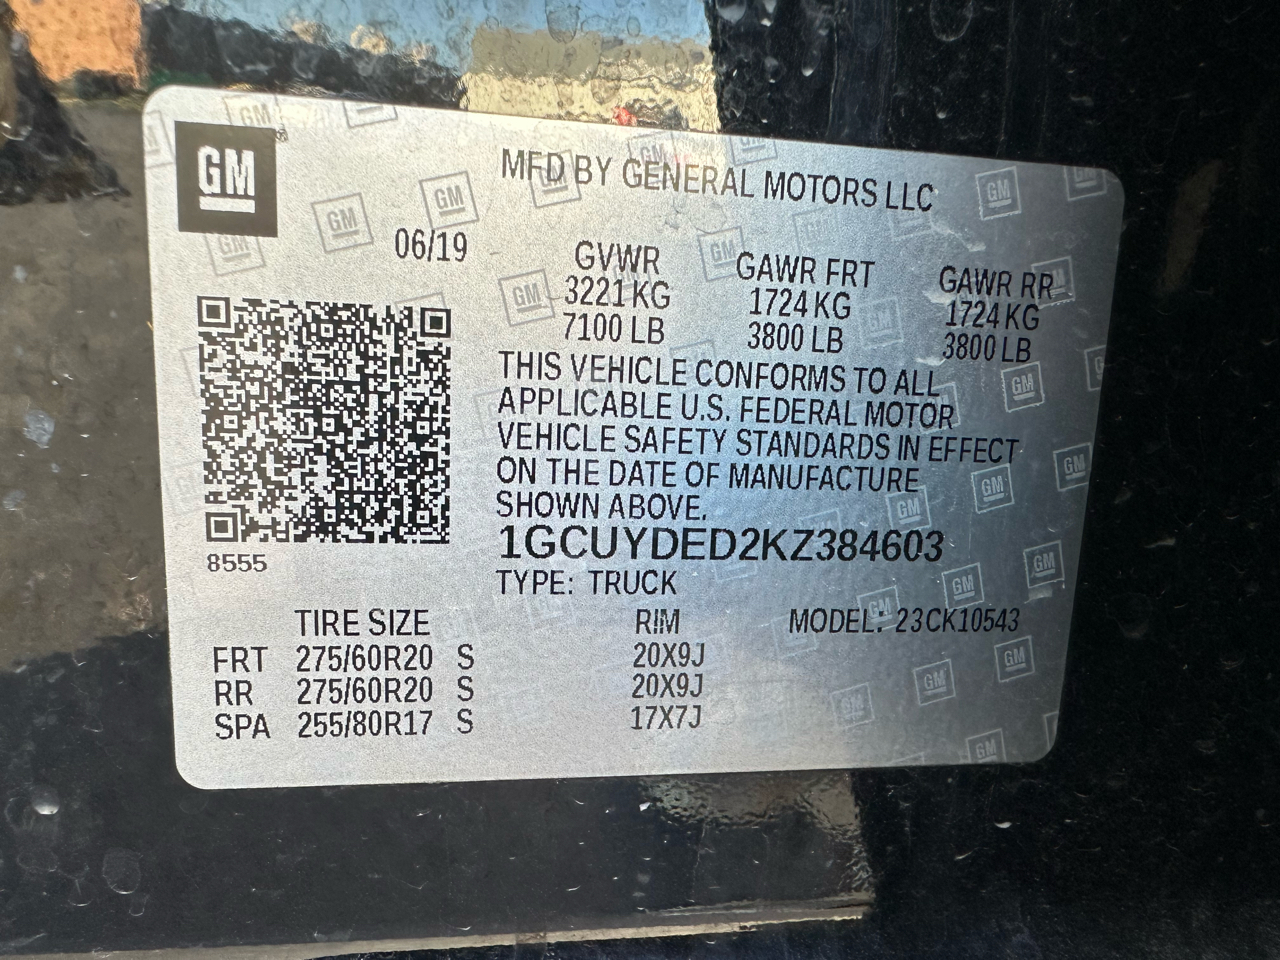 GM
MFD BY GENERAL MOTORS LLC
06/19
GVWR GAWR FRT GAWR RR
3221 KG 1724 KG 1724 KG
7100 LB 3800 LB 3800 LB
THIS VEHICLE CONFORMS TO ALL
APPLICABLE U.S. FEDERAL MOTOR
VEHICLE SAFETY STANDARDS IN EFFECT
ON THE DATE OF MANUFACTURE
SHOWN ABOVE.
1GCUYDED2KZ384603
8555
TYPE: TRUCK
TIRE SIZE RIM MODEL: 23CK10543
FRT 275/60R20 S 20X9J
RR 275/60R20 S 20X9J
SPA 255/80R17 S 17X7J